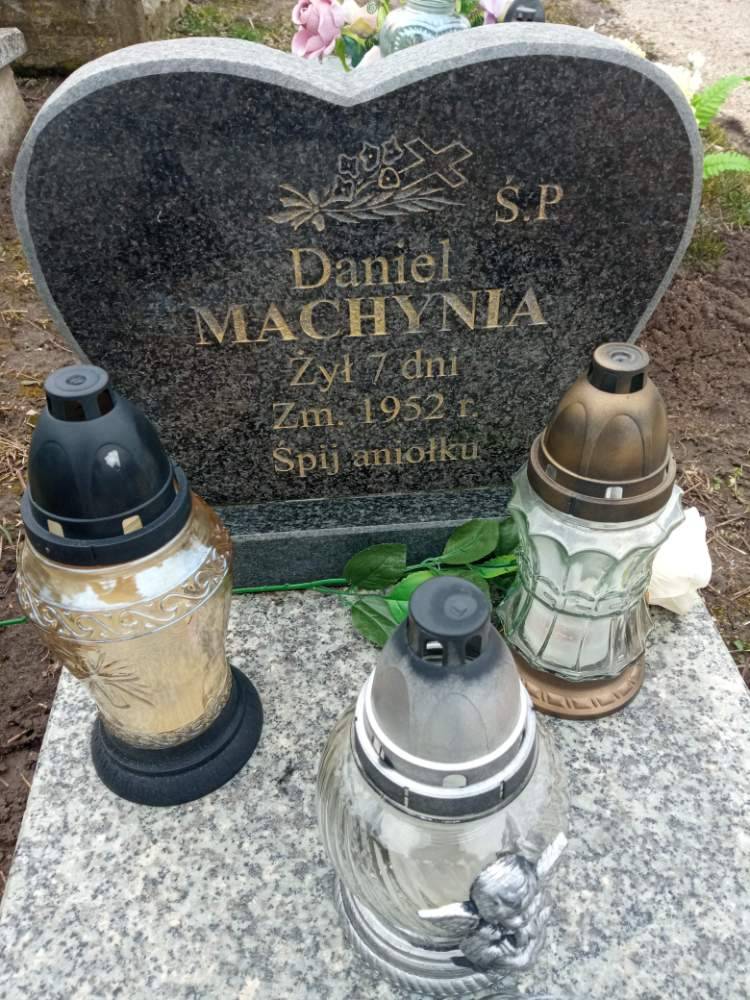 Ś.P
Daniel
MACHYNIA
Żył 7 dni
Zm. 1952 r.
Śpij aniołku